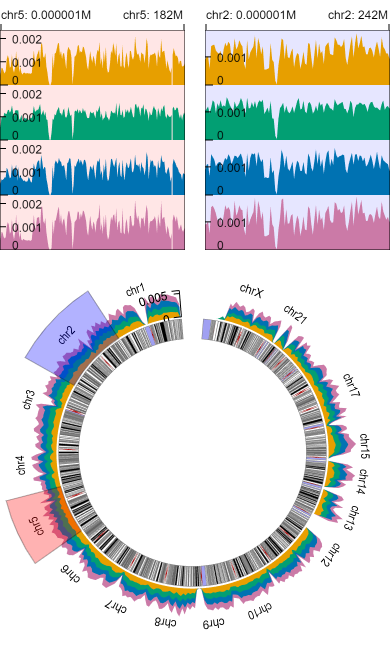 chr5: 0.000001M chr5: 182M chr2: 0.000001M chr2: 242M
0.002
0.001 0.001
0 0
0.002
0.001 0.001
0 0
0.002
0.001 0.001
0 0
0.002
0.001 0.001
0 0
chr1 0.005 chrX
0 chr21
chr2
chr3 chr17
chr4 chr15
chr14
chr5 chr13
chr6 chr12
chr7 chr8 chr9 chr10